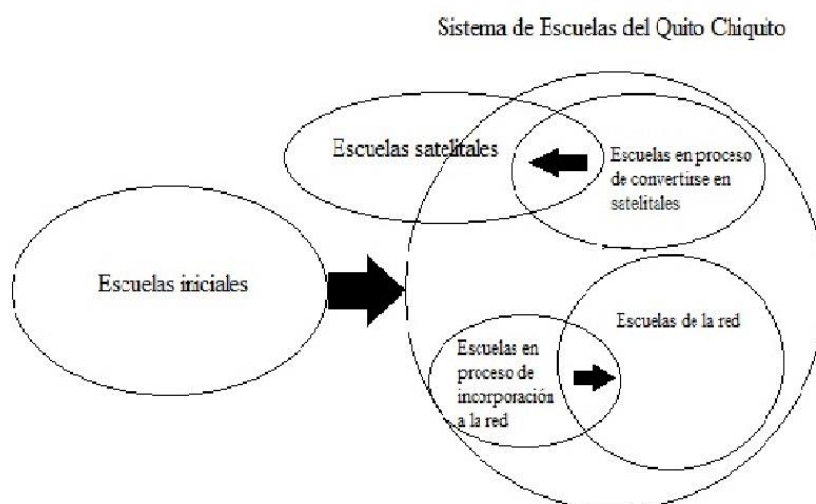 Sistema de Escuelas del Quito Chiquito
Escuelas satelitales
Escuelas en proceso
de convertirse en
satelitales
Escuelas iniciales
Escuelas de la red
Escuelas en
proceso de
incorporación
a la red